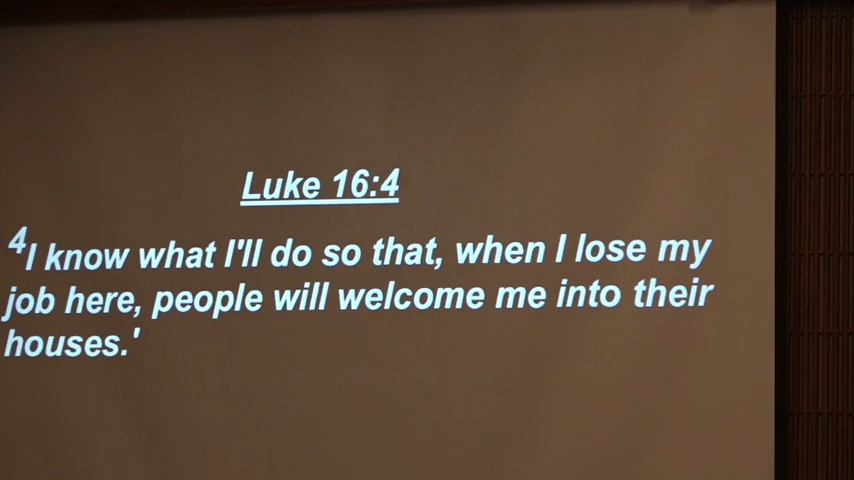 Luke 16:4
4I know what I'll do so that, when I lose my
job here, people will welcome me into their
houses.'